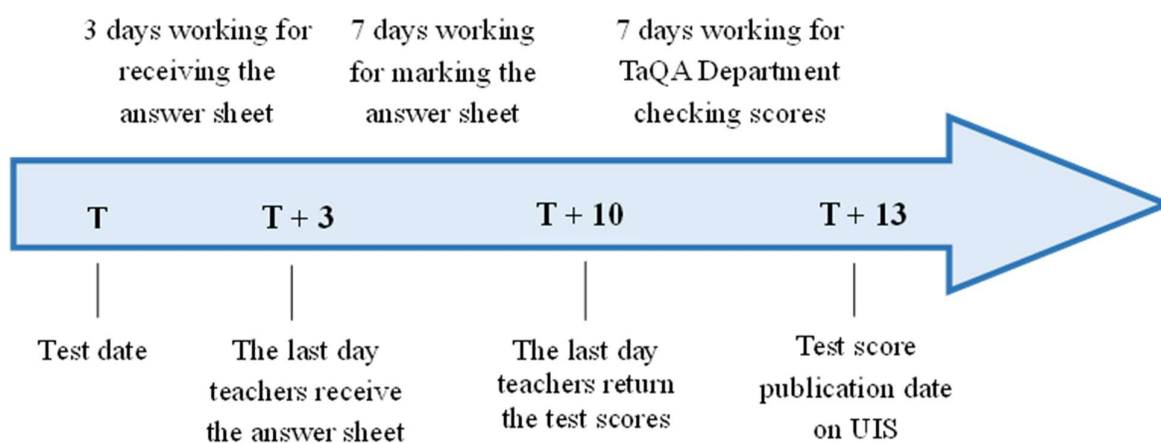 3 days working for
receiving the
answer sheet
7 days working
for marking the
answer sheet
7 days working for
TaQA Department
checking scores
T
T + 3
T + 10
T + 13
Test date
The last day
teachers receive
the answer sheet
The last day
teachers return
the test scores
Test score
publication date
on UIS